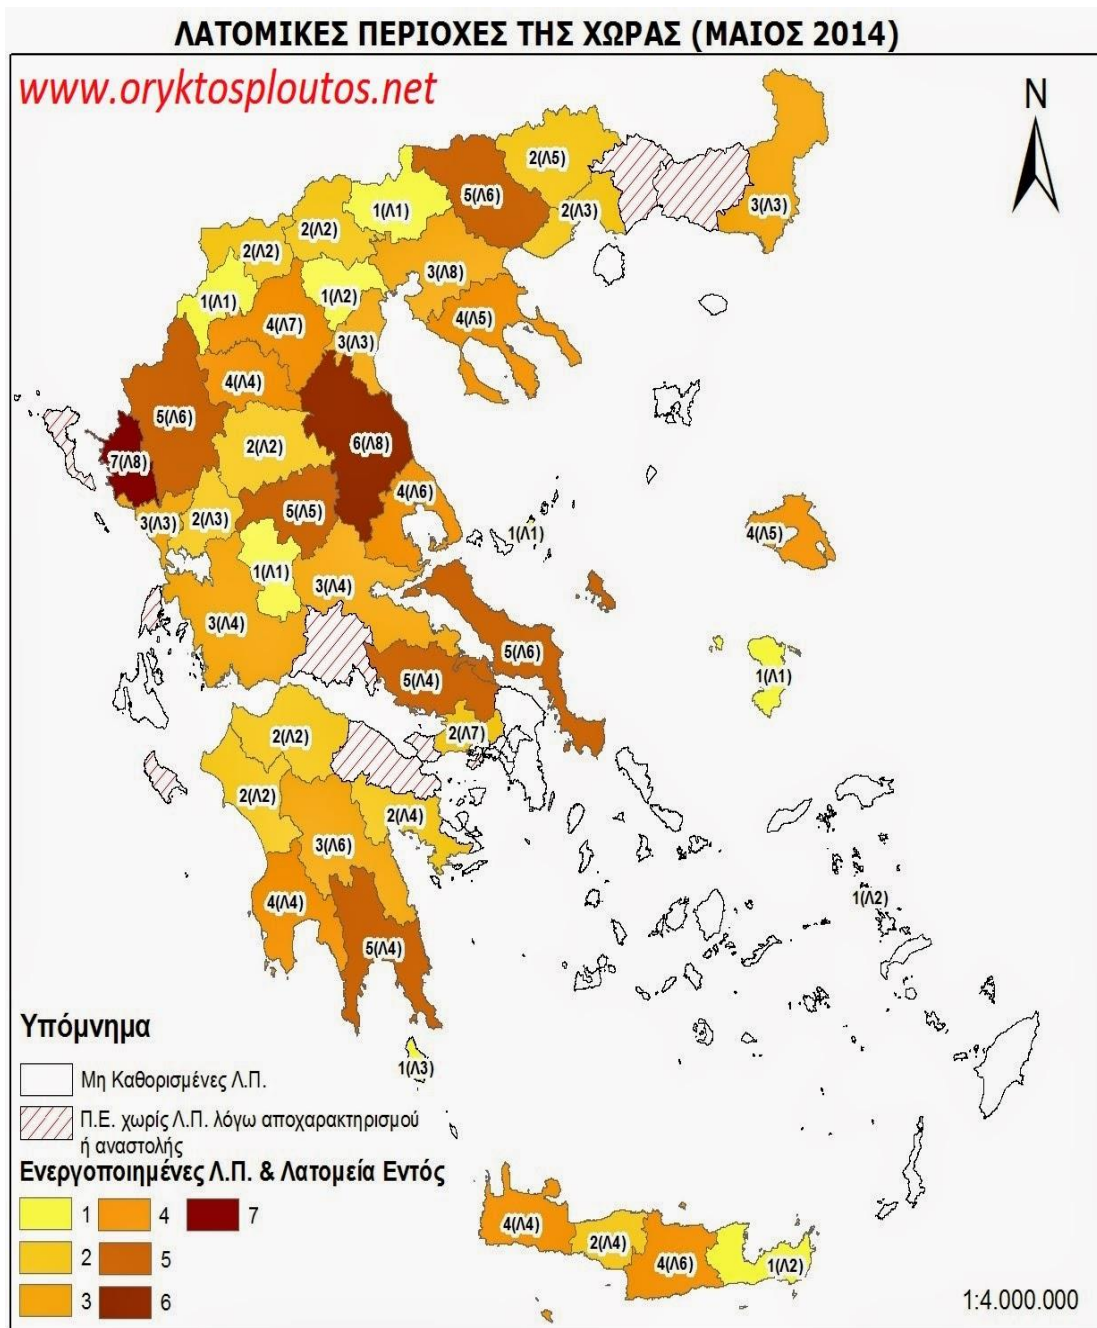 ΛΑΤΟΜΙΚΕΣ ΠΕΡΙΟΧΕΣ ΤΗΣ ΧΩΡΑΣ (ΜΑΙΟΣ 2014)
www.oryktosploutos.net
N
2(Λ5)
5(Λ6)
1(Λ1)
2(Λ3)
3(Λ3)
2(Λ2)
2(Λ2)
3(Λ8)
1(Λ1)
1(Λ2)
4(Λ7)
4(Λ5)
3(Λ3)
4(Λ4)
5(Λ6)
2(Λ2)
6(Λ8)
7(Λ8)
4(Λ6)
3(Λ3)
2(Λ3)
5(Λ5)
1(Λ1)
4(Λ5)
1(Λ1)
3(Λ4)
3(Λ4)
5(Λ6)
5(Λ4)
1(Λ1)
2(Λ2)
2(Λ7)
2(Λ2)
2(Λ4)
3(Λ6)
1(Λ2)
4(Λ4)
5(Λ4)
1(Λ3)
4(Λ4)
2(Λ4)
4(Λ6)
1(Λ2)
Υπόμνημα
Μη Καθορισμένες Λ.Π.
Π.Ε. χωρίς Λ.Π. λόγω αποχαρακτηρισμού
ή αναστολής
Ενεργοποιημένες Λ.Π. & Λατομεία Εντός
1 4 7
2 5
3 6
1:4.000.000